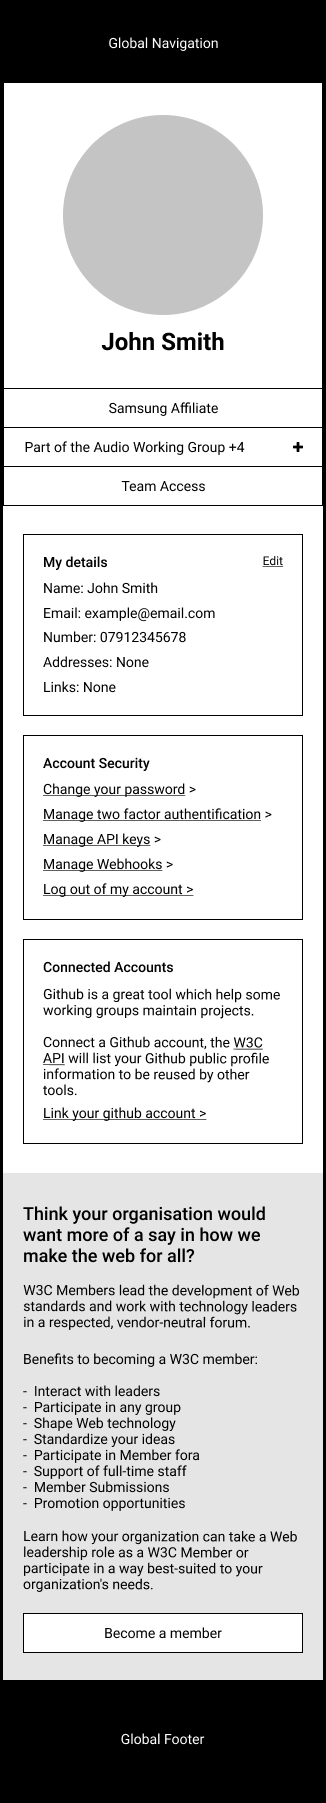 Global Navigation
John Smith
Samsung Affiliate
Part of the Audio Working Group +4
Team Access
My details
Edit
Name: John Smith
Email: example@email.com
Number: 07912345678
Addresses: None
Links: None
Account Security
Change your password >
Manage two factor authentification >
Manage API keys >
Manage Webhooks >
Log out of my account >
Connected Accounts
Github is a great tool which help some
working groups maintain projects.
Connect a Github account, the W3C
API will list your Github public profile
information to be reused by other
tools.
Link your github account >
Think your organisation would
want more of a say in how we
make the web for all?
W3C Members lead the development of Web
standards and work with technology leaders
in a respected, vendor-neutral forum.
Benefits to becoming a W3C member:
- Interact with leaders
- Participate in any group
- Shape Web technology
- Standardize your ideas
- Participate in Member fora
- Support of full-time staff
- Member Submissions
- Promotion opportunities
Learn how your organization can take a Web
leadership role as a W3C Member or
participate in a way best-suited to your
organization's needs.
Become a member
Global Footer